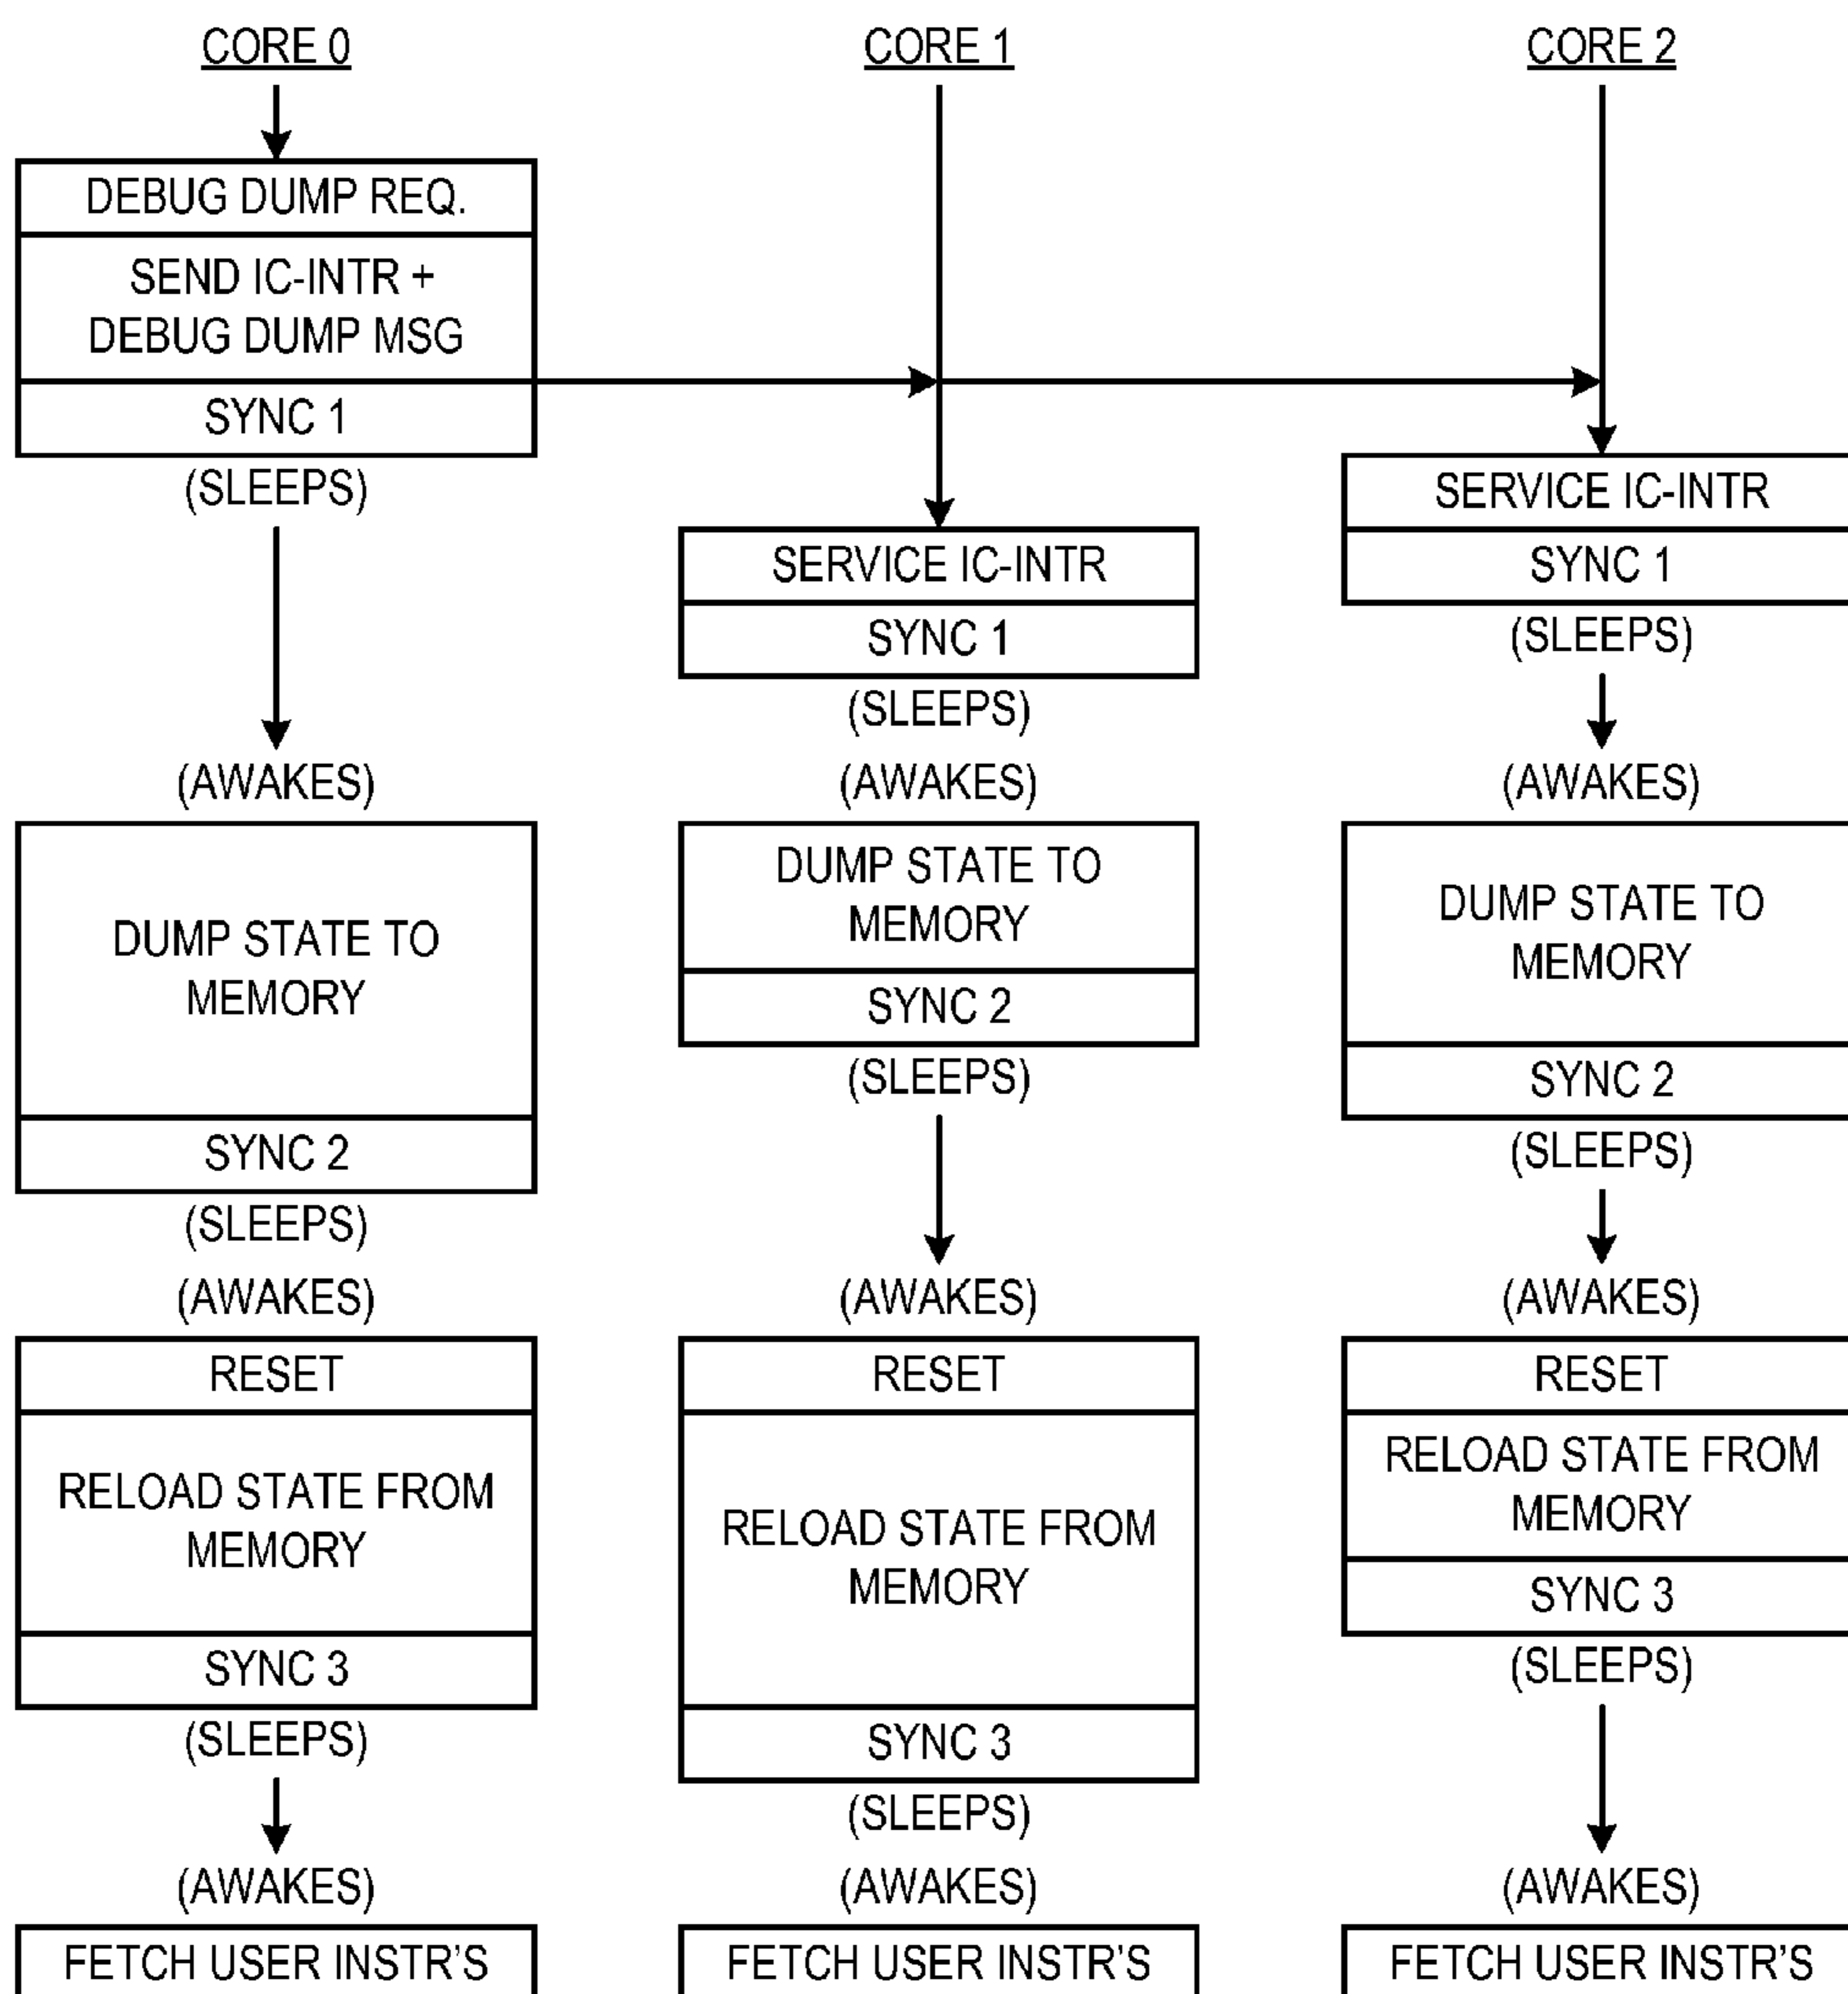 CORE 0
DEBUG DUMP REQ.
SEND IC-INTR +
DEBUG DUMP MSG
SYNC 1
(SLEEPS)
(AWAKES)
DUMP STATE TO
MEMORY
SYNC 2
(SLEEPS)
(AWAKES)
RESET
RELOAD STATE FROM
MEMORY
SYNC 3
(SLEEPS)
(AWAKES)
FETCH USER INSTR'S
CORE 1
SERVICE IC-INTR
SYNC 1
(SLEEPS)
(AWAKES)
DUMP STATE TO
MEMORY
SYNC 2
(SLEEPS)
(AWAKES)
RESET
RELOAD STATE FROM
MEMORY
SYNC 3
(SLEEPS)
(AWAKES)
FETCH USER INSTR'S
CORE 2
SERVICE IC-INTR
SYNC 1
(SLEEPS)
(AWAKES)
DUMP STATE TO
MEMORY
SYNC 2
(SLEEPS)
(AWAKES)
RESET
RELOAD STATE FROM
MEMORY
SYNC 3
(SLEEPS)
(AWAKES)
FETCH USER INSTR'S